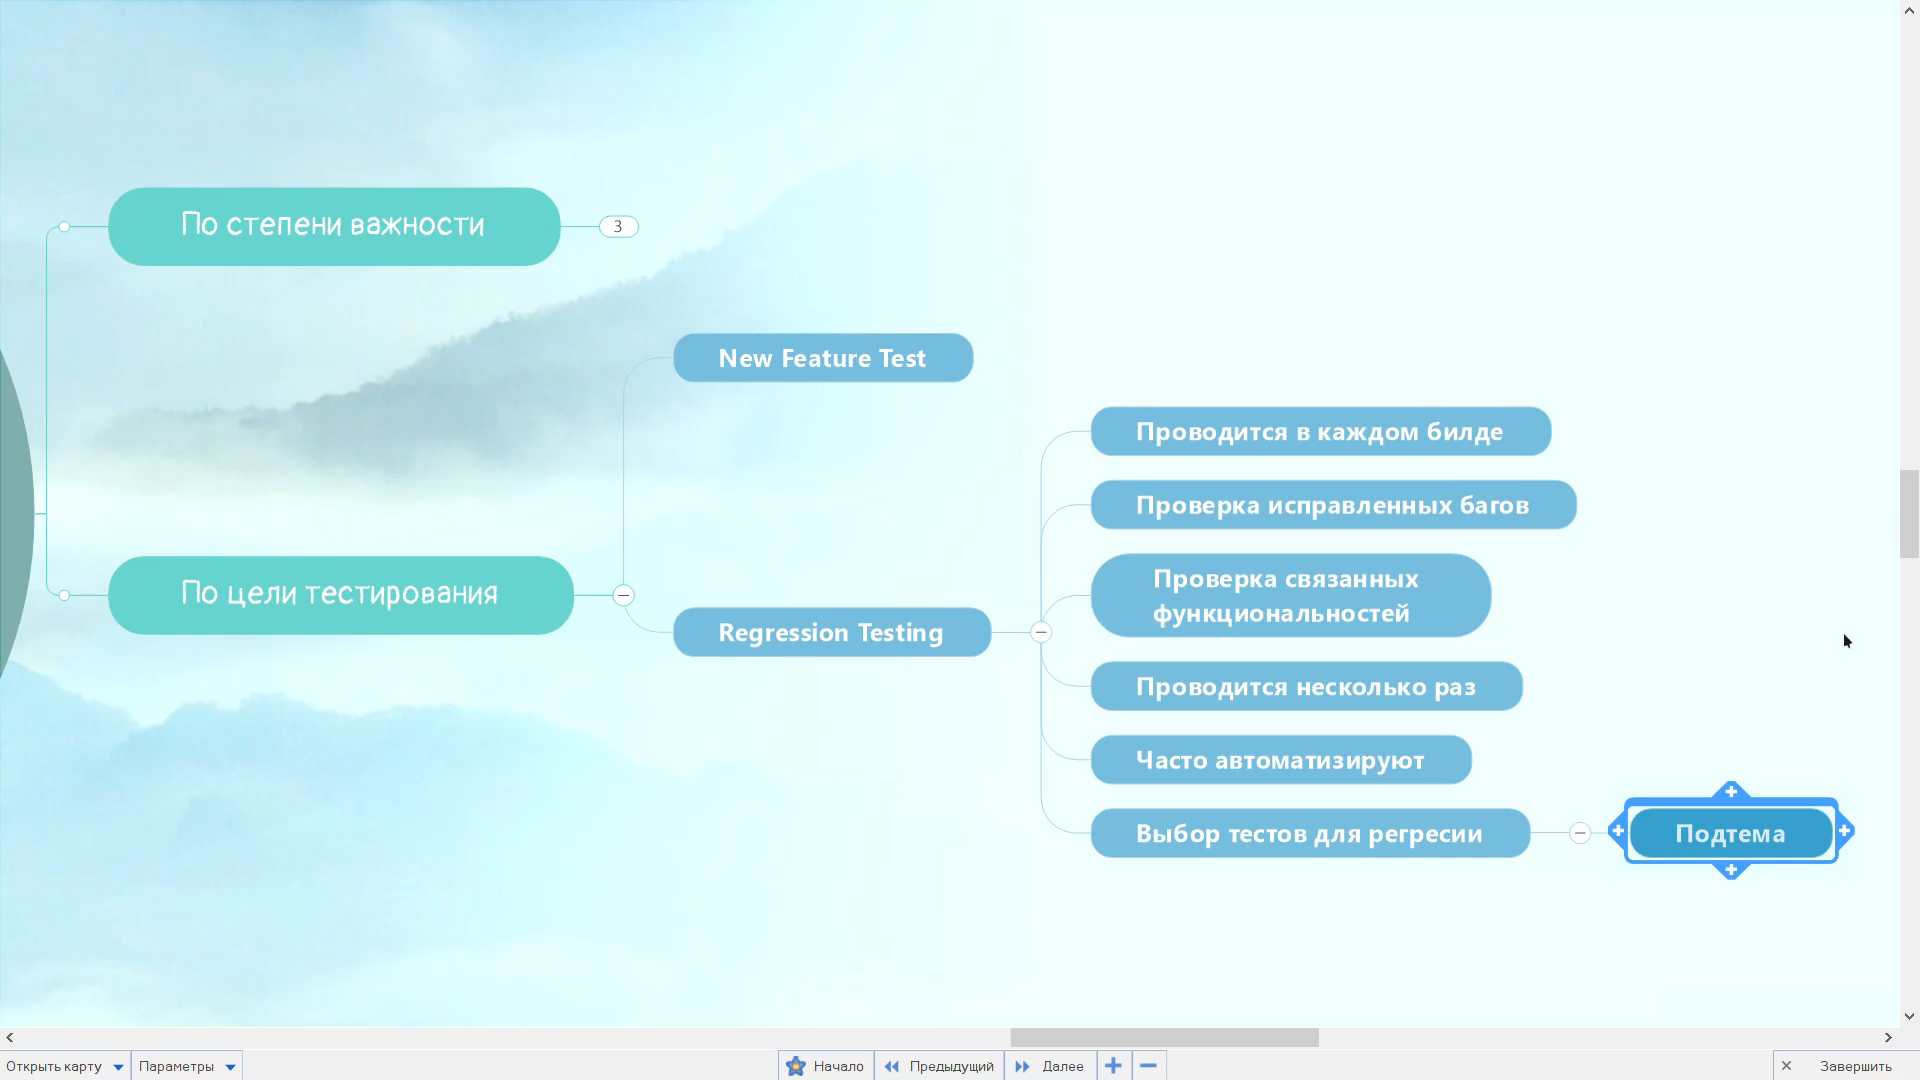 По степени важности
3
New Feature Test
Проводится в каждом билде
Проверка исправленных багов
Проверка связанных
функциональностей
По цели тестирования
Regression Testing
Проводится несколько раз
Часто автоматизируют
Выбор тестов для регресии
Подтема
Открыть карту
Параметры
Начало
Предыдущий
Далее
Завершить